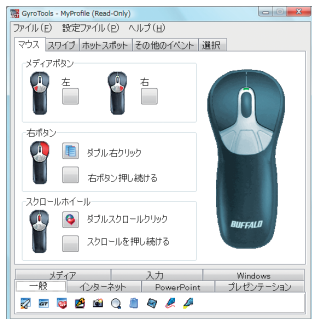 GyroTools - MyProfile (Read-Only)
ファイル(F) 設定ファイル(P) ヘルプ(H)
マウス スワイプ ホットスポット その他のイベント 選択
メディアボタン
左 右
右ボタン
ダブル右クリック
右ボタン押し続ける
スクロールホイール
ダブルスクロールクリック
スクロールを押し続ける
BUFFALO
メディア 入力 Windows
一般 インターネット PowerPoint プレゼンテーション